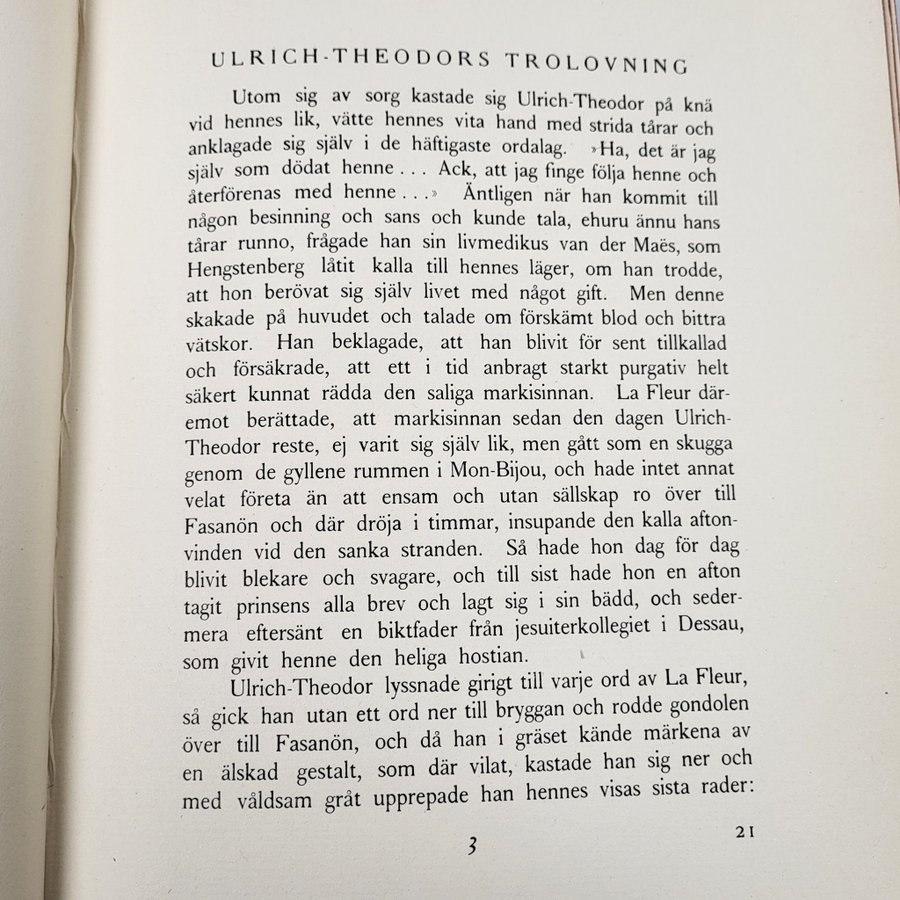 ULRICH-THEODORS TROLOVNING
Utom sig av sorg kastade sig Ulrich-Theodor på knä
vid hennes lik, vätte hennes vita hand med strida tårar och
anklagade sig själv i de häftigaste ordalag. »Ha, det är jag
själv som dödat henne . . . Ack, att jag finge följa henne och
återförenas med henne . . .» Äntligen när han kommit till
någon besinning och sans och kunde tala, ehuru ännu hans
tårar runno, frågade han sin livmedikus van der Maës, som
Hengstenberg låtit kalla till hennes läger, om han trodde,
att hon berövat sig själv livet med något gift. Men denne
skakade på huvudet och talade om förskämt blod och bittra
vätskor. Han beklagade, att han blivit för sent tillkallad
och försäkrade, att ett i tid anbragt starkt purgativ helt
säkert kunnat rädda den saliga markisinnan. La Fleur där-
emot berättade, att markisinnan sedan den dagen Ulrich-
Theodor reste, ej varit sig själv lik, men gått som en skugga
genom de gyllene rummen i Mon-Bijou, och hade intet annat
velat företa än att ensam och utan sällskap ro över till
Fasanön och där dröja i timmar, insupande den kalla afton-
vinden vid den sanka stranden. Så hade hon dag för dag
blivit blekare och svagare, och till sist hade hon en afton
tagit prinsens alla brev och lagt sig i sin bädd, och seder-
mera eftersänt en biktfader från jesuiterkollegiet i Dessau,
som givit henne den heliga hostian.
Ulrich-Theodor lyssnade girigt till varje ord av La Fleur,
så gick han utan ett ord ner till bryggan och rodde gondolen
över till Fasanön, och då han i gräset kände märkena av
en älskad gestalt, som där vilat, kastade han sig ner och
med våldsam gråt upprepade han hennes visas sista rader:
3
21